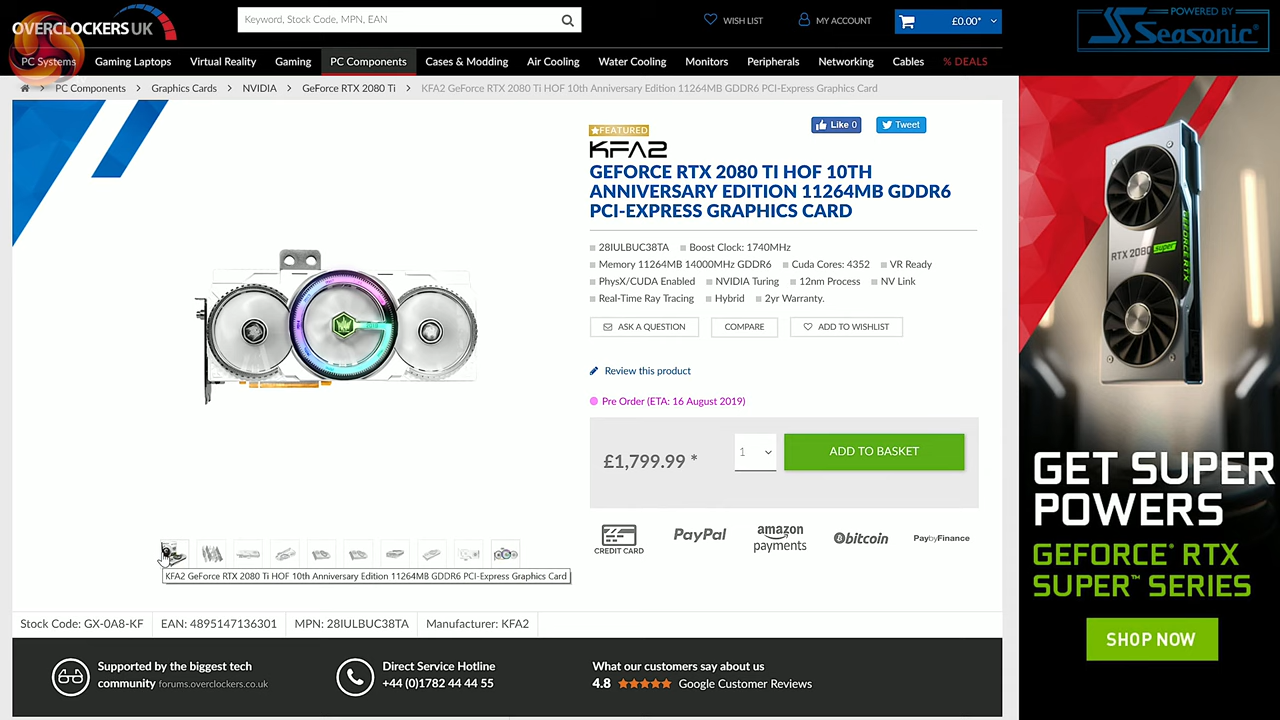 OVERCLOCKERS UK
Keyword, Stock Code, MPN, EAN
WISH LIST
MY ACCOUNT
£0.00*
POWERED BY
Seasonic
PC Systems
Gaming Laptops
Virtual Reality
Gaming
PC Components
Cases & Modding
Air Cooling
Water Cooling
Monitors
Peripherals
Networking
Cables
% DEALS
PC Components > Graphics Cards > NVIDIA > GeForce RTX 2080 Ti > KFA2 GeForce RTX 2080 Ti HOF 10th Anniversary Edition 11264MB GDDR6 PCI-Express Graphics Card
FEATURED
Like 0
Tweet
KFA2
GEFORCE RTX 2080 TI HOF 10TH
ANNIVERSARY EDITION 11264MB GDDR6
PCI-EXPRESS GRAPHICS CARD
28IULBUC38TA Boost Clock: 1740MHz
Memory 11264MB 14000MHz GDDR6 Cuda Cores: 4352 VR Ready
PhysX/CUDA Enabled NVIDIA Turing 12nm Process NV Link
Real-Time Ray Tracing Hybrid 2yr Warranty.
ASK A QUESTION
COMPARE
ADD TO WISHLIST
Review this product
Pre Order (ETA: 16 August 2019)
£1,799.99 *
1
ADD TO BASKET
CREDIT CARD
PayPal
amazon
payments
bitcoin
PaybyFinance
KFA2 GeForce RTX 2080 Ti HOF 10th Anniversary Edition 11264MB GDDR6 PCI-Express Graphics Card
Stock Code: GX-0A8-KF
EAN: 4895147136301
MPN: 28IULBUC38TA
Manufacturer: KFA2
Supported by the biggest tech
community forums.overclockers.co.uk
Direct Service Hotline
+44 (0)1782 44 44 55
What our customers say about us
4.8 Google Customer Reviews
RTX 2080 SUPER
GEFORCE RTX
GET SUPER
POWERS
GEFORCE® RTX
SUPER™ SERIES
SHOP NOW